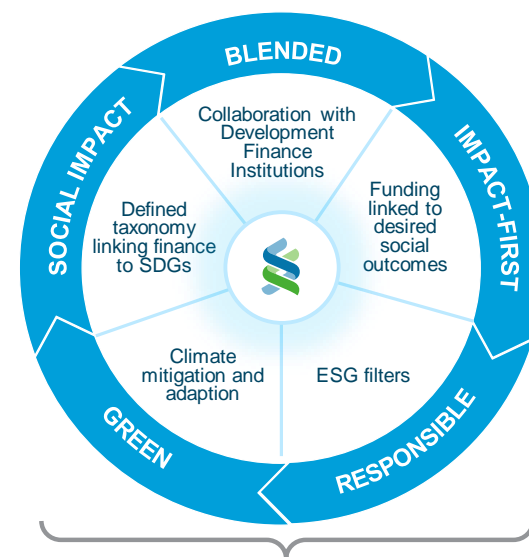 BLENDED
Collaboration with
Development
Finance
Institutions
IMPACT-FIRST
Funding
linked to
desired
social
outcomes
RESPONSIBLE
ESG filters
GREEN
Climate
mitigation and
adaption
SOCIAL IMPACT
Defined
taxonomy
linking finance
to SDGs